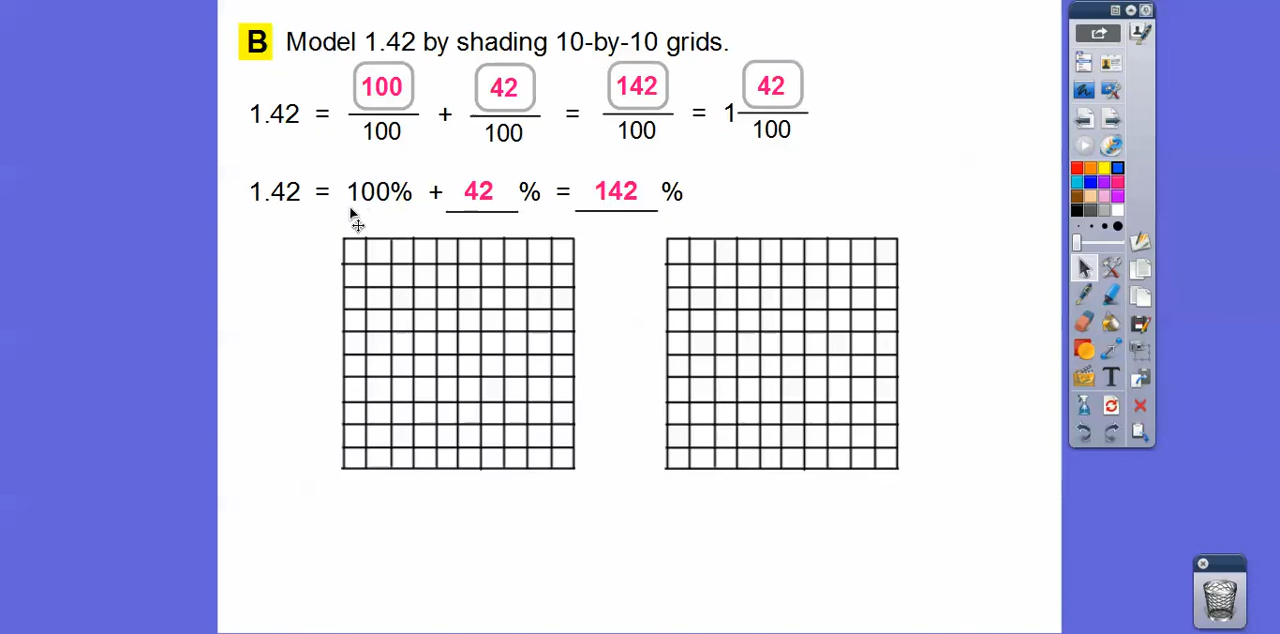 B Model 1.42 by shading 10-by-10 grids.
1.42 = 100/100 + 42/100 = 142/100 = 1 42/100
1.42 = 100% + 42 % = 142 %